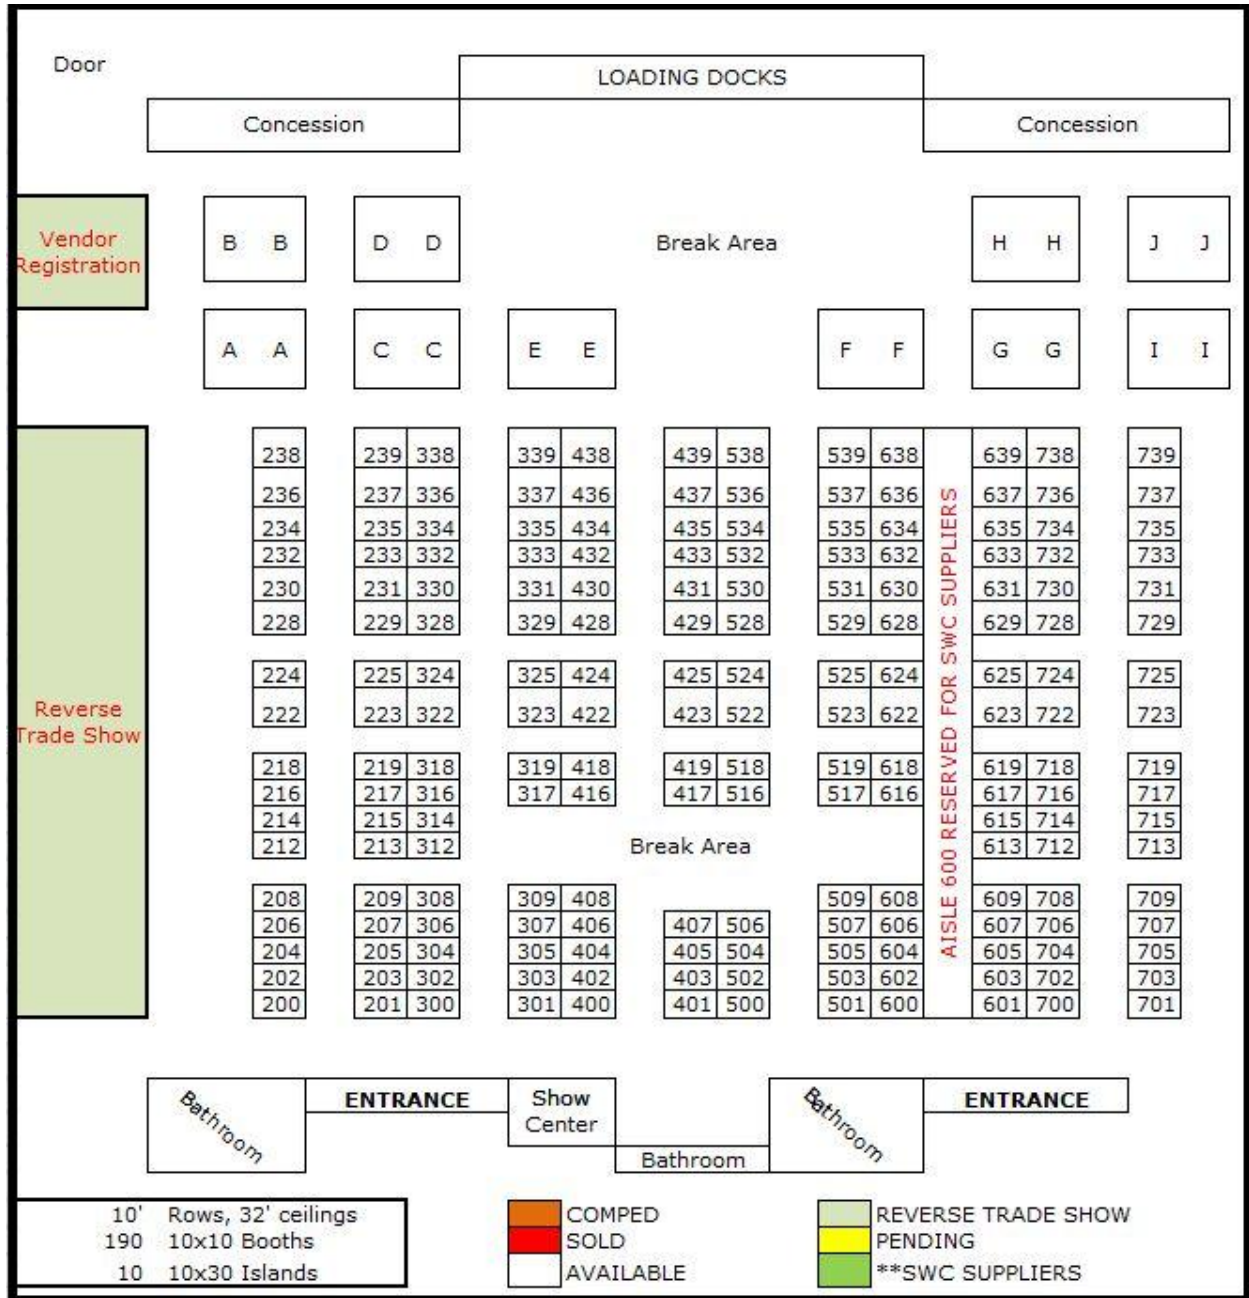 Door
LOADING DOCKS
Concession Concession
Vendor
Registration
B B D D Break Area H H J J
A A C C E E F F G G I I
238 239 338 339 438 439 538 539 638 639 738 739
236 237 336 337 436 437 536 537 636 637 736 737
234 235 334 335 434 435 534 535 634 635 734 735
232 233 332 333 432 433 532 533 632 633 732 733
230 231 330 331 430 431 530 531 630 631 730 731
228 229 328 329 428 429 528 529 628 629 728 729
224 225 324 325 424 425 524 525 624 625 724 725
222 223 322 323 422 423 522 523 622 623 722 723
Reverse
Trade Show
218 219 318 319 418 419 518 519 618 619 718 719
216 217 316 317 416 417 516 517 616 617 716 717
214 215 314 615 714 715
212 213 312 Break Area 613 712 713
208 209 308 309 408 509 608 609 708 709
206 207 306 307 406 407 506 507 606 607 706 707
204 205 304 305 404 405 504 505 604 605 704 705
202 203 302 303 402 403 502 503 602 603 702 703
200 201 300 301 400 401 500 501 600 601 700 701
AISLE 600 RESERVED FOR SWC SUPPLIERS
Bathroom ENTRANCE Show Bathroom ENTRANCE
Center
Bathroom
10' Rows, 32' ceilings COMPED REVERSE TRADE SHOW
190 10x10 Booths SOLD PENDING
10 10x30 Islands AVAILABLE **SWC SUPPLIERS